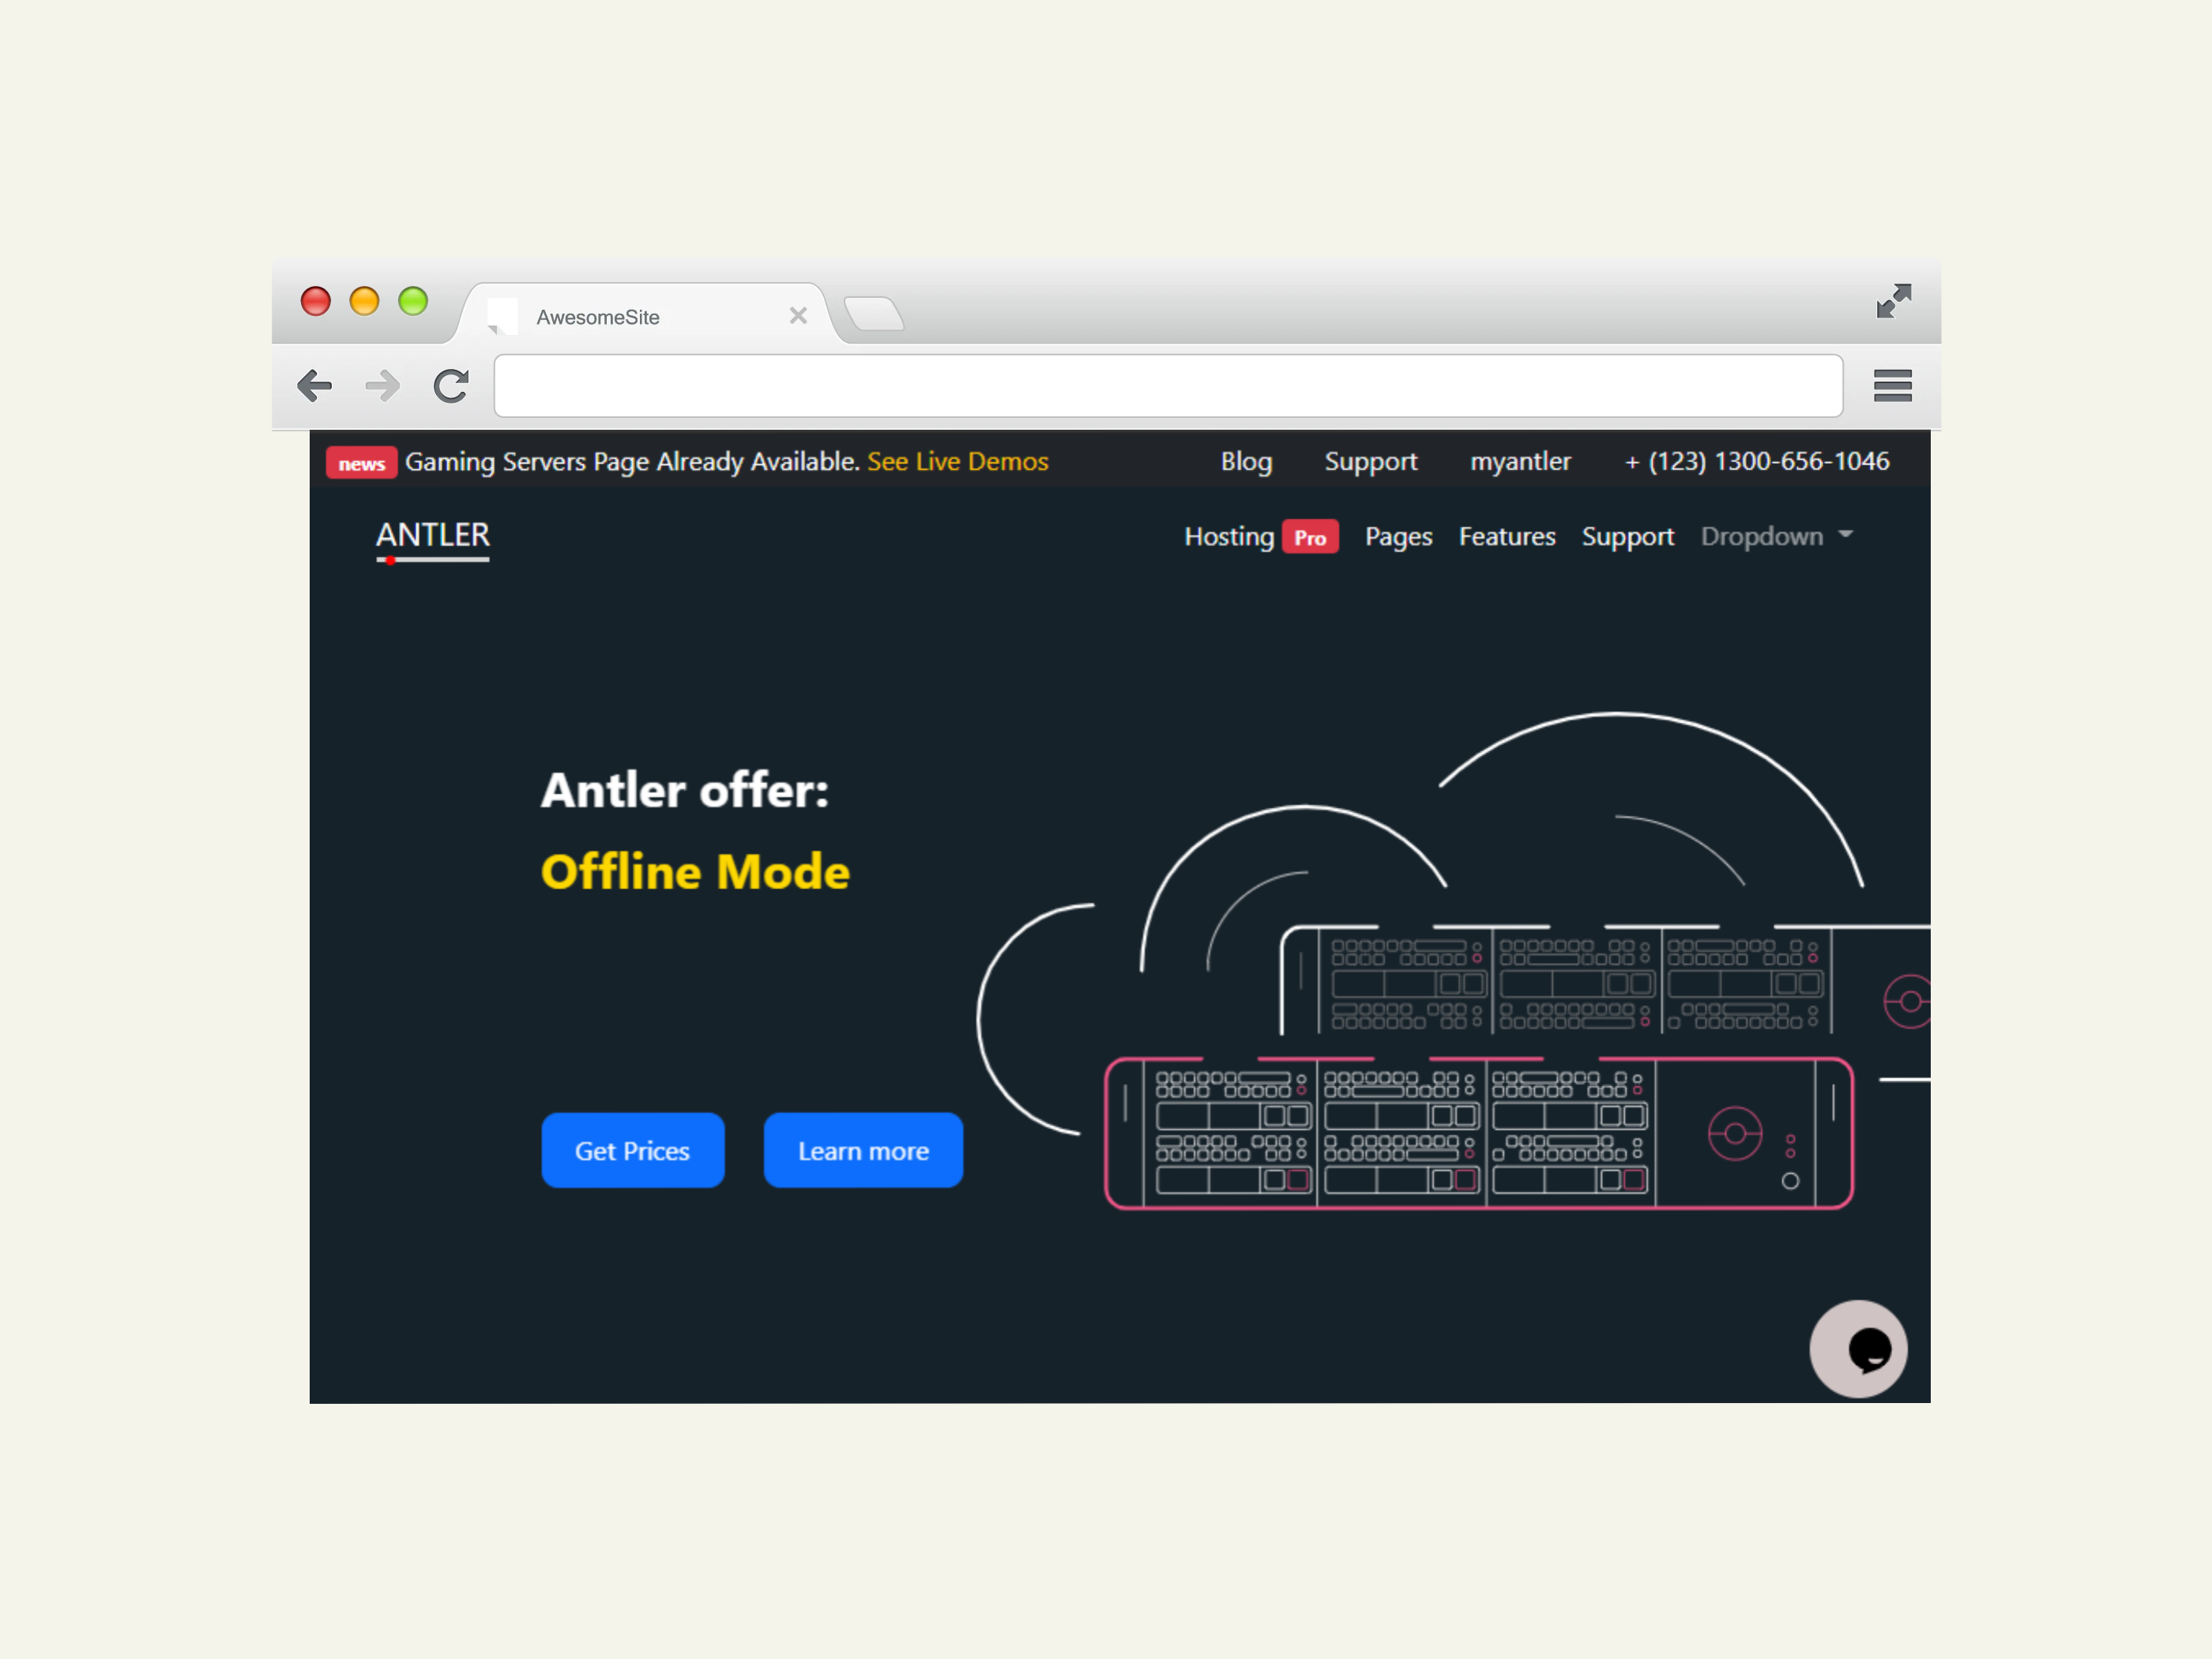 AwesomeSite
news Gaming Servers Page Already Available. See Live Demos Blog Support myantler + (123) 1300-656-1046
ANTLER Hosting Pro Pages Features Support Dropdown
Antler offer:
Offline Mode
Get Prices Learn more